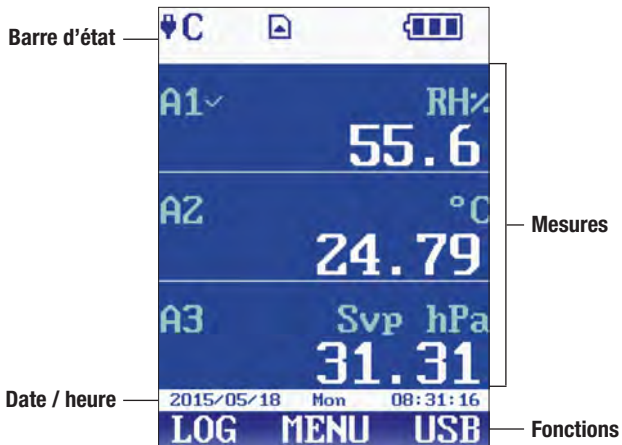 Barre d'état
C
A1✓ RH%
55.6
A2 °C
24.79
Mesures
A3 Svp hPa
31.31
Date / heure
2015/05/18 Mon 08:31:16
LOG MENU USB
Fonctions